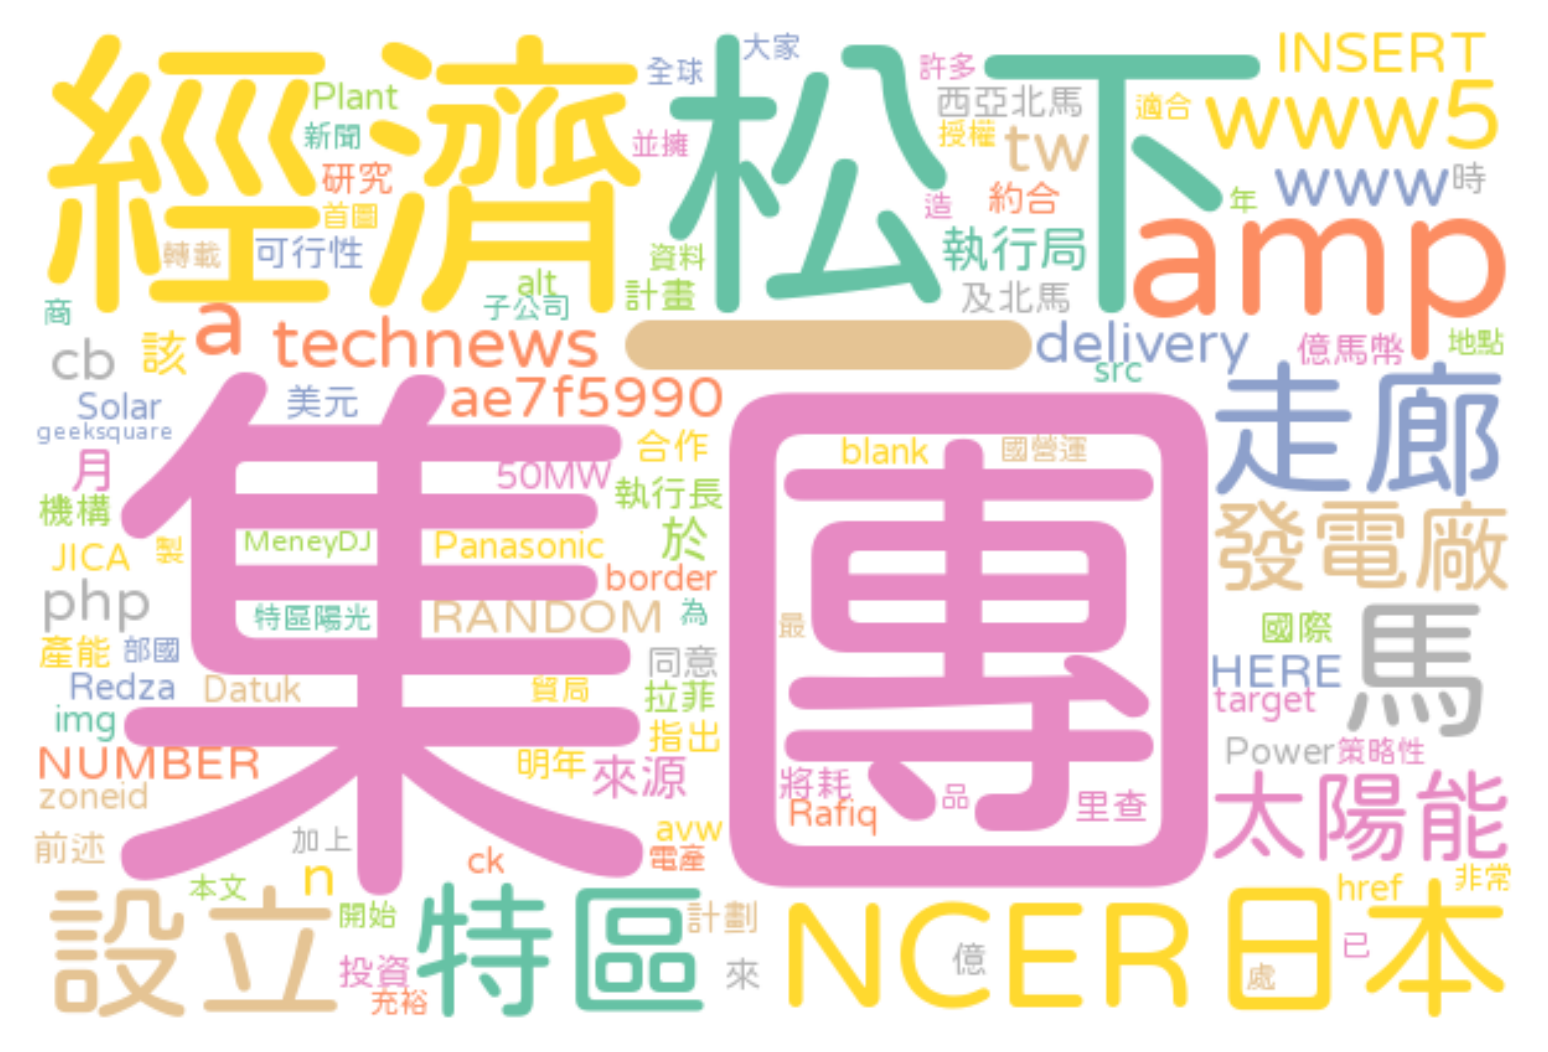 經濟 松下
大家
全球
許多
INSERT
Plant
西亞北馬
適合
www5
新聞
並擁
授權
tw
研究
約合
www
時
首圖
造
年
轉載
可行性
資料
執行局
amp
alt
子公司
計畫
及北馬
商
a
technews
一
delivery
億馬幣
地點
cb
該
src
走廊
Solar
美元
ae7f5990
geeksquare
集團
合作
blank
國營運
月
50MW
執行長
機構
發電廠
JICA
製
MeneyDJ
Panasonic
於
border
php
特區陽光
RANDOM
為
最
國際
馬
產能
部國
同意
HERE
Redza
Datuk
貿局
拉菲
target
img
指出
Power
策略性
NUMBER
明年
來源
將耗
太陽能
zoneid
Rafiq
品
里查
前述
加上
avw
ck
電產
本文
n
href
非常
設立
開始
特區
計劃
NCER
日本
投資
來
億
已
充裕
處